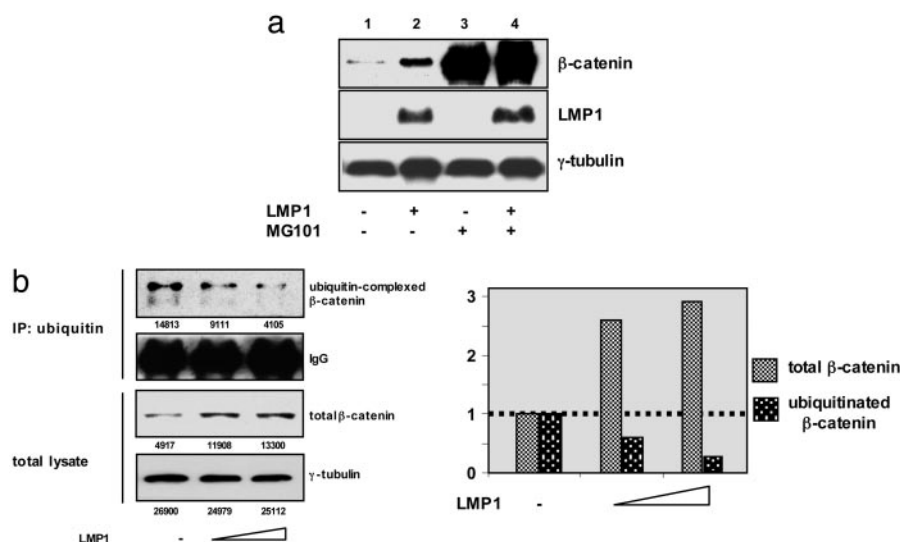 a
1 2 3 4
β-catenin
LMP1
γ-tubulin
LMP1 - + - +
MG101 - - + +
b
IP: ubiquitin
ubiquitin-complexed
β-catenin
14813 9111 4105
IgG
total lysate
total β-catenin
4917 11908 13300
γ-tubulin
26900 24979 25112
LMP1 -
3
2
1
0
total β-catenin
ubiquitinated
β-catenin
LMP1 -